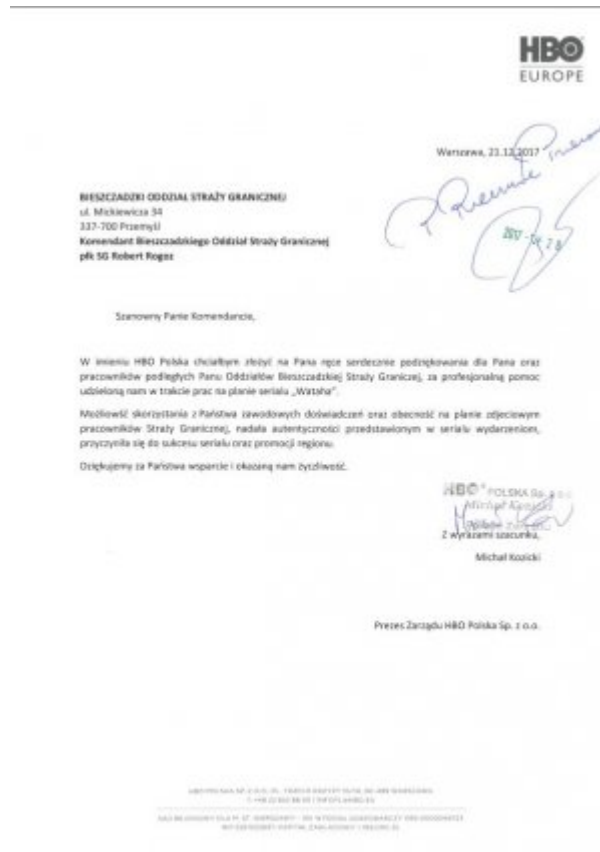 HBO
EUROPE
Warszawa, 21.12.2017
BIESZCZADZKI ODDZIAŁ STRAŻY GRANICZNEJ
ul. Mickiewicza 34
337-700 Przemyśl
Komendant Bieszczadzkiego Oddział Straży Granicznej
płk SG Robert Rogoz
Szanowny Panie Komendancie,
W imieniu HBO Polska chciałbym złożyć na Pana ręce serdeczne podziękowania dla Pana oraz
pracowników podległych Panu Oddziałów Bieszczadzkiej Straży Graniczej, za profesjonalną pomoc
udzieloną nam w trakcie prac na planie serialu „Wataha”.
Możliwość skorzystania z Państwa zawodowych doświadczeń oraz obecność na planie zdjęciowym
pracowników Straży Granicznej, nadała autentyczności przedstawionym w serialu wydarzeniom,
przyczyniła się do sukcesu serialu oraz promocji regionu.
Dziękujemy za Państwa wsparcie i okazaną nam życzliwość.
HBO POLSKA Sp.
Michał Kozicki
Z wyrazami szacunku,
Michał Kozicki
Prezes Zarządu HBO Polska Sp. z o.o.